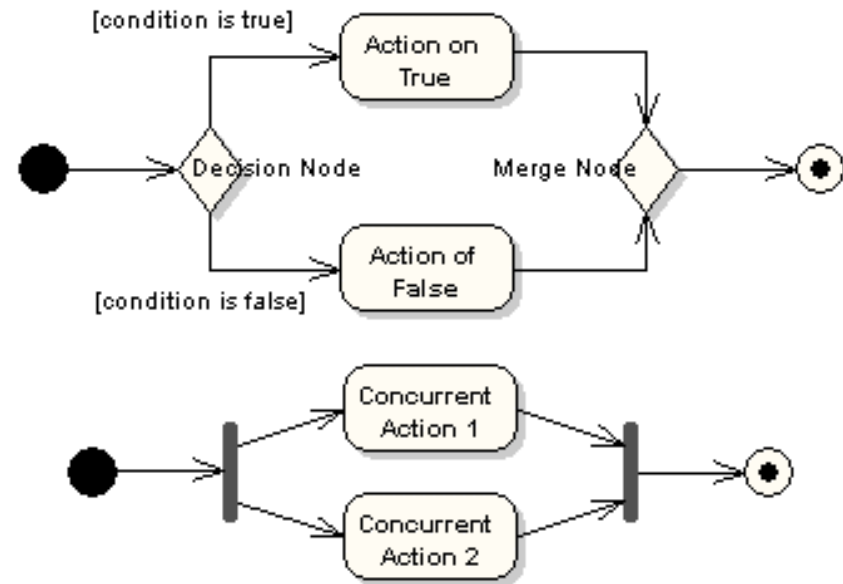 [condition is true]
Action on
True
Decision Node
Merge Node
Action of
False
[condition is false]
Concurrent
Action 1
Concurrent
Action 2